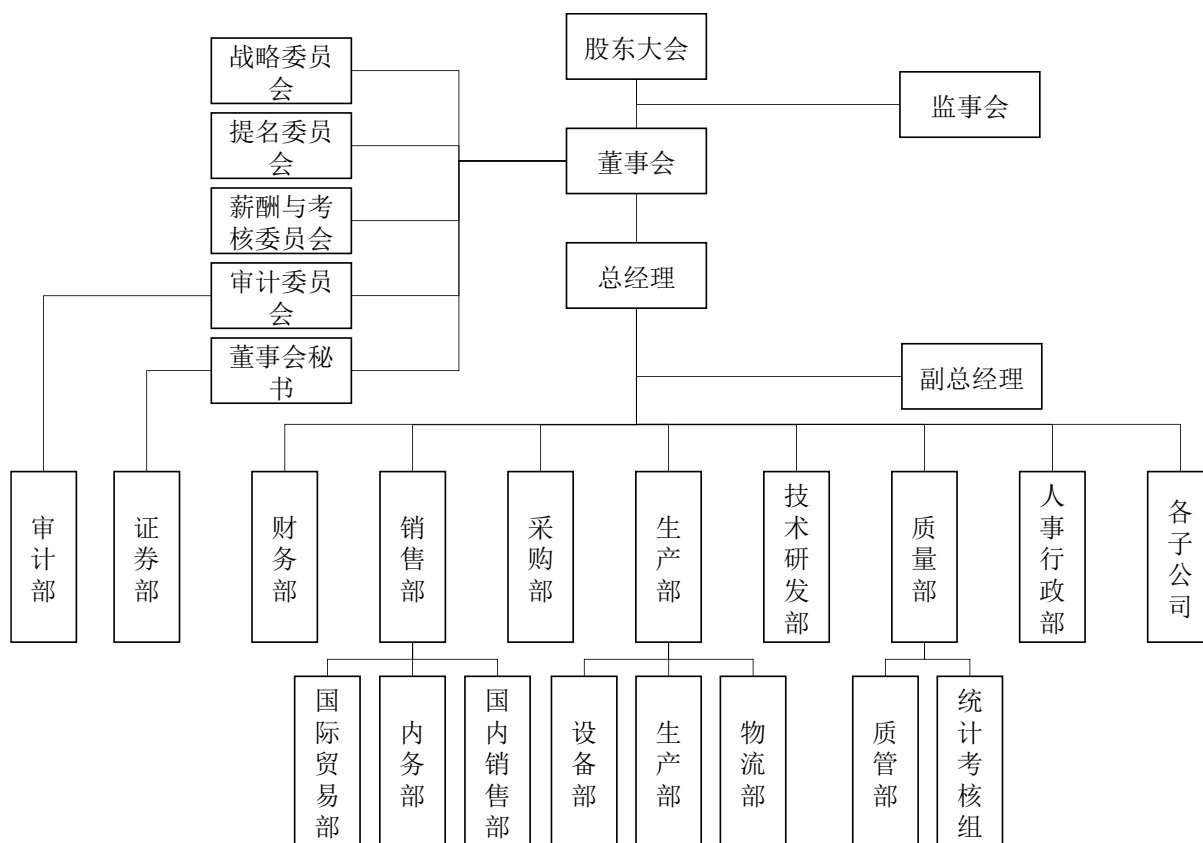 股东大会
战略委员
会
监事会
提名委员
会
董事会
薪酬与考
核委员会
总经理
审计委员
会
董事会秘
书
副总经理
审计部
证券部
财务部
销售部
采购部
生产部
技术研发部
质量部
人事行政部
各子公司
国际贸易部
内务部
国内销售部
设备部
生产部
物流部
质管部
统计考核组